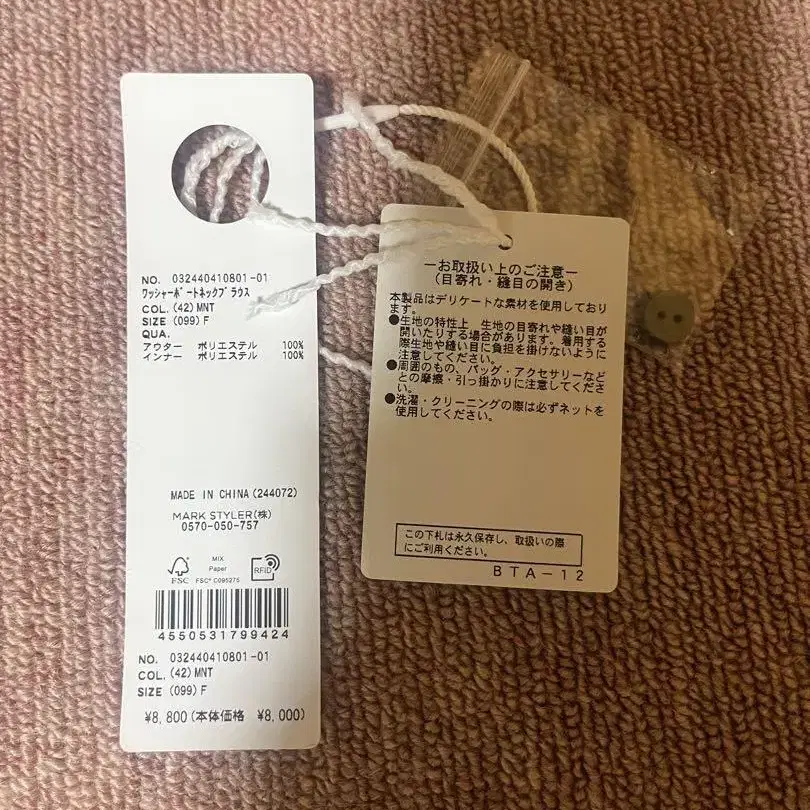 NO. 032440410801-01
ﾜｯｼｬｰﾎﾞｰﾄﾈｯｸﾌﾞﾗｳｽ
COL. (42) MNT
SIZE (099) F
QUA.
アウター ポリエステル 100%
インナー ポリエステル 100%
MADE IN CHINA (244072)
MARK STYLER(株)
0570-050-757
FSC
MIX
Paper
FSC® C095275
RFID
4550531799424
NO. 032440410801-01
COL. (42) MNT
SIZE (099) F
¥8,800(本体価格 ¥8,000)
ーお取扱い上のご注意ー
(目寄れ・縫目の開き)
本製品はデリケートな素材を使用しており
ます。
●生地の特性上、生地の目寄れや縫い目が
開いたりする場合があります。着用する
際生地や縫い目に負担を掛けないように
注意してください。
●周囲のもの、バッグ・アクセサリーなど
との摩擦・引っ掛かりに注意してくださ
い。
●洗濯・クリーニングの際は必ずネットを
使用してください。
この下札は永久保存し、取扱いの際
にご利用ください。
BTA-12